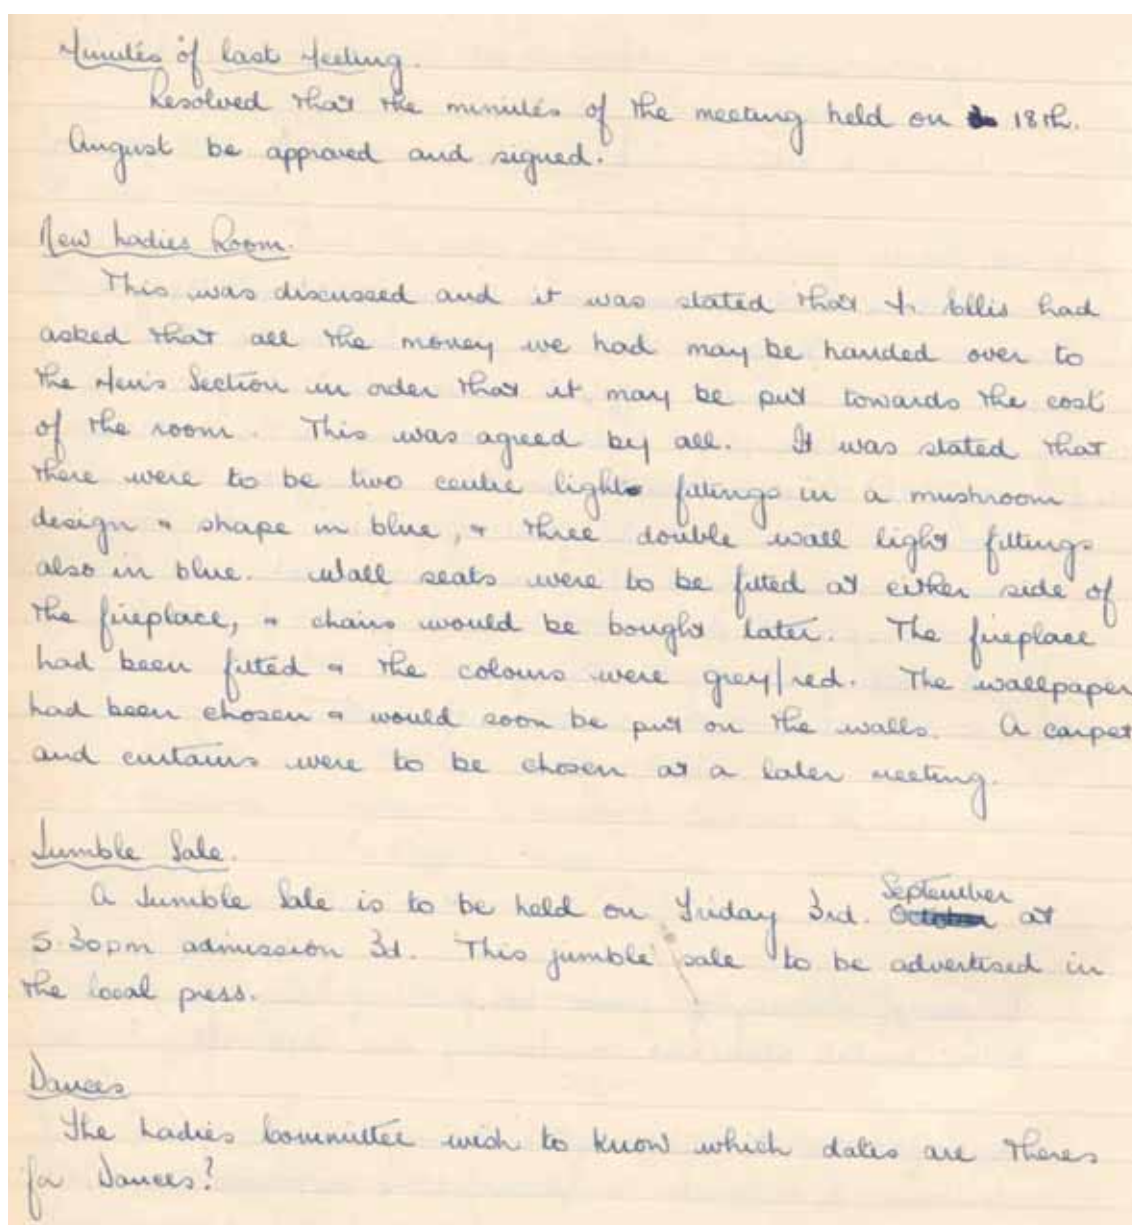 Minutes of Last Meeting.
Resolved that the minutes of the meeting held on 18th.
August be approved and signed.
New Ladies Room.
This was discussed and it was stated that Mr Ellis had
asked that all the money we had may be handed over to
the Men's Section in order that it may be put towards the cost
of the room. This was agreed by all. It was stated that
there were to be two centre light fittings in a mushroom
design & shape in blue, & three double wall light fittings
also in blue. Wall seats were to be fitted at either side of
the fireplace, & chairs would be bought later. The fireplace
had been fitted & the colours were grey/red. The wallpaper
had been chosen & would soon be put on the walls. A carpet
and curtains were to be chosen at a later meeting.
Jumble Sale.
A Jumble Sale is to be held on Friday 3rd. September at
5.30pm admission 3d. This jumble sale to be advertised in
the local press.
Dances
The Ladies Committee wish to know which dates are theres
for Dances?